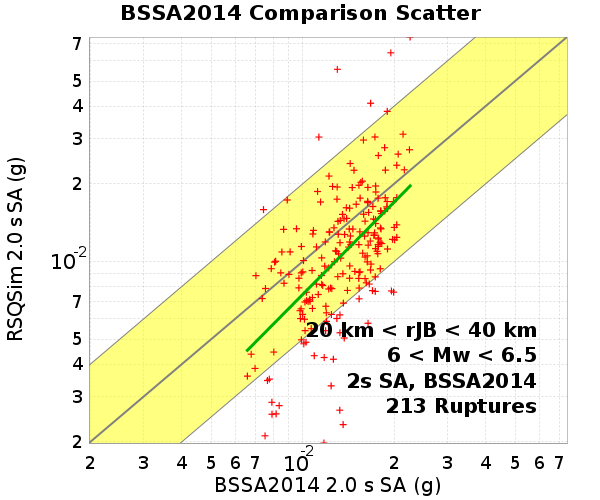 BSSA2014 Comparison Scatter
7
5
4
3
2
10-2
7
5
4
3
2
RSQSim 2.0 s SA (g)
20 km < rJB < 40 km
6 < Mw < 6.5
2s SA, BSSA2014
213 Ruptures
2 3 4 5 6 7 10-2 2 3 4 5 6 7
BSSA2014 2.0 s SA (g)